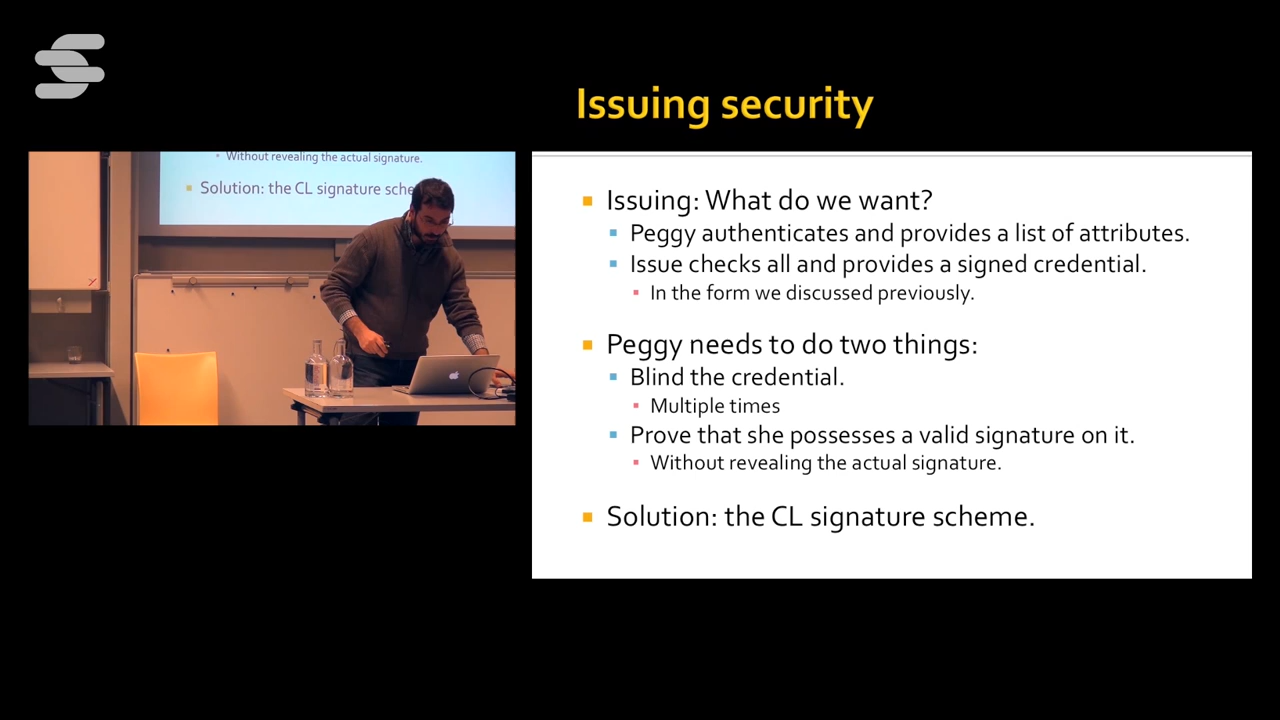 Issuing security
Without revealing the actual signature.
Solution: the CL signature sche
Issuing: What do we want?
Peggy authenticates and provides a list of attributes.
Issue checks all and provides a signed credential.
In the form we discussed previously.
Peggy needs to do two things:
Blind the credential.
Multiple times
Prove that she possesses a valid signature on it.
Without revealing the actual signature.
Solution: the CL signature scheme.